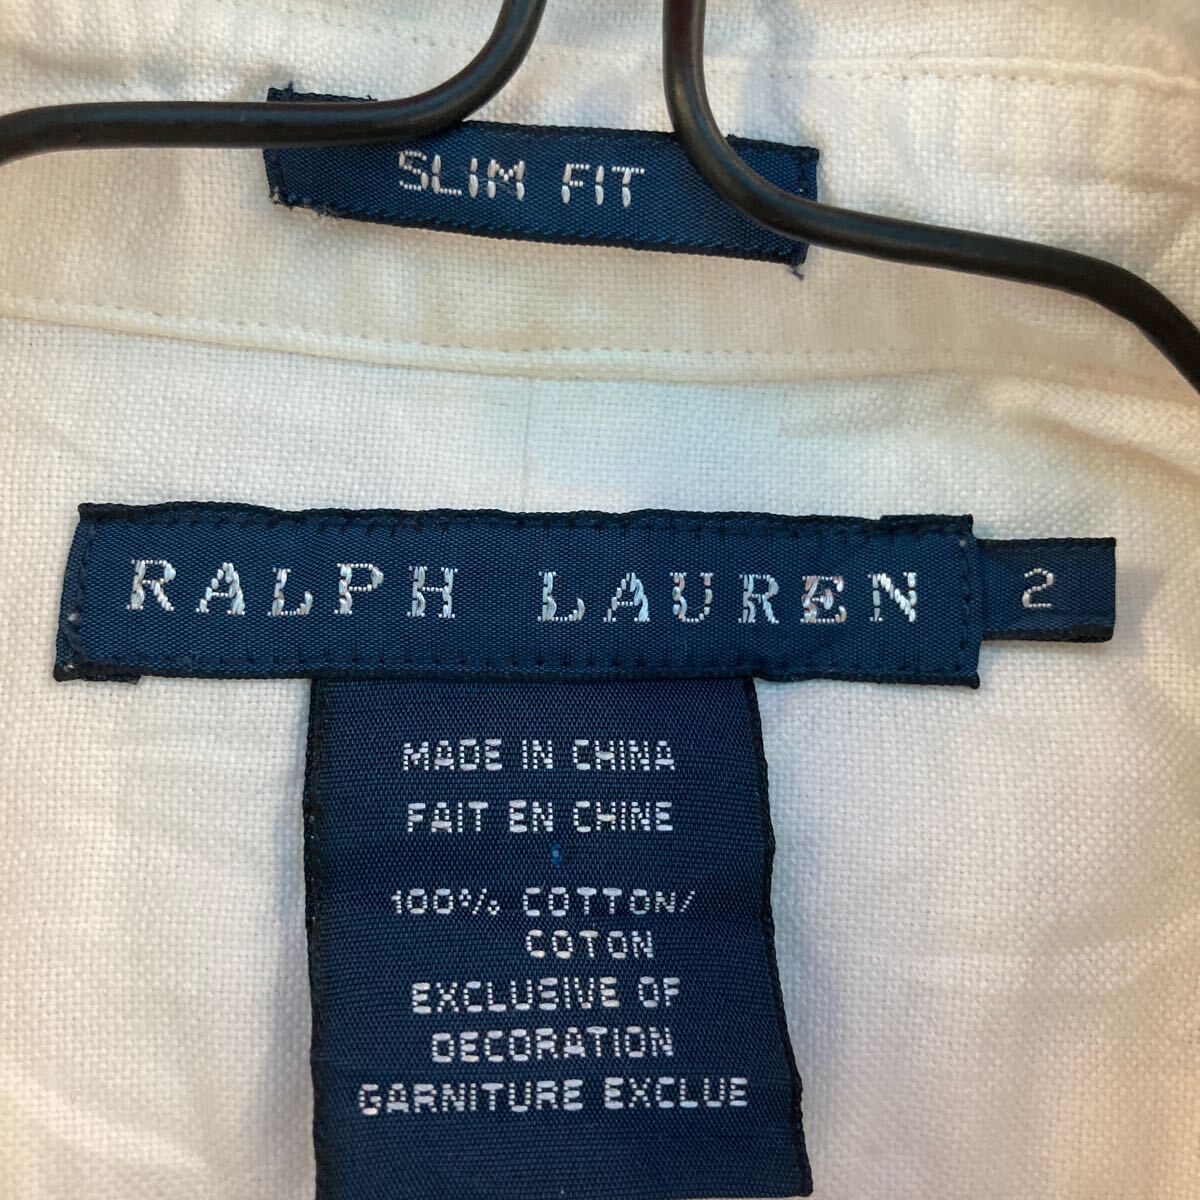 SLIM FIT
RALPH LAUREN 2
MADE IN CHINA
FAIT EN CHINE
100% COTTON/
COTON
EXCLUSIVE OF
DECORATION
GARNITURE EXCLUE